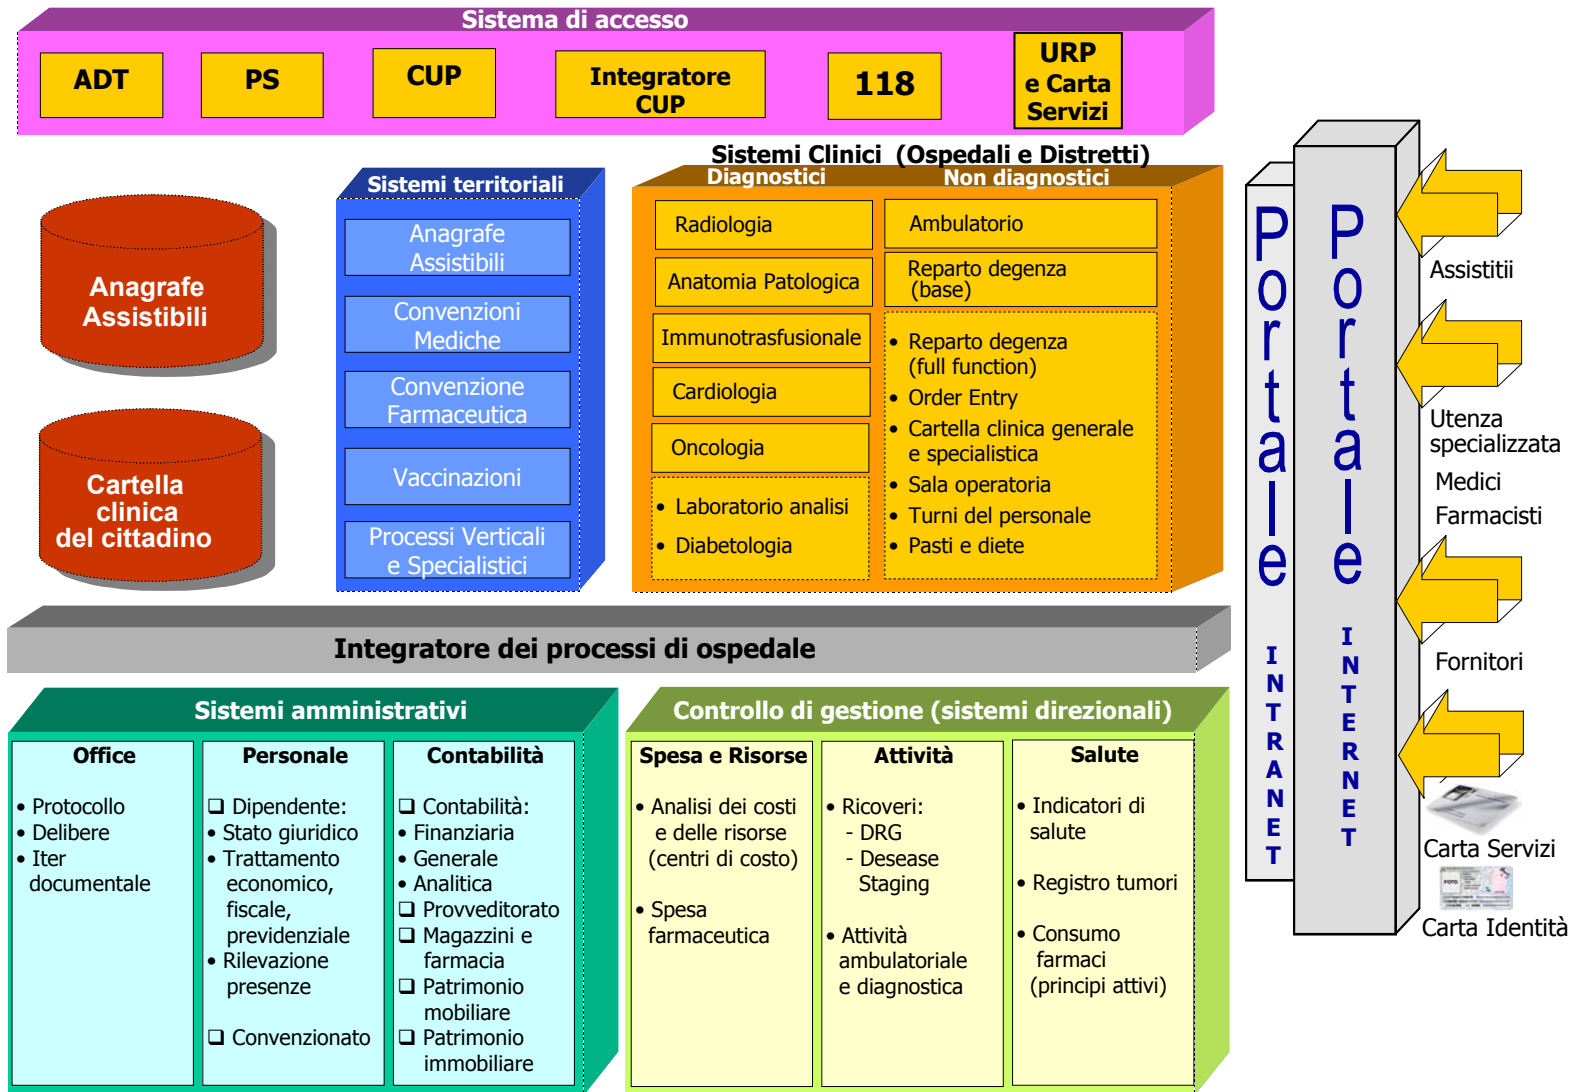 Sistema di accesso
ADT
PS
CUP
Integratore
CUP
118
URP
e Carta
Servizi
Anagrafe
Assistibili
Cartella
clinica
del cittadino
Sistemi territoriali
Anagrafe
Assistibili
Convenzioni
Mediche
Convenzione
Farmaceutica
Vaccinazioni
Processi Verticali
e Specialistici
Sistemi Clinici (Ospedali e Distretti)
Diagnostici
Non diagnostici
Radiologia
Anatomia Patologica
Immunotrasfusionale
Cardiologia
Oncologia
• Laboratorio analisi
• Diabetologia
Ambulatorio
Reparto degenza
(base)
• Reparto degenza
(full function)
• Order Entry
• Cartella clinica generale
e specialistica
• Sala operatoria
• Turni del personale
• Pasti e diete
Portale
INTRANET
Portale
INTERNET
Assistitii
Utenza
specializzata
Medici
Farmacisti
Fornitori
Carta Servizi
FOTO
Carta Identità
Integratore dei processi di ospedale
Sistemi amministrativi
Office
• Protocollo
• Delibere
• Iter
documentale
Personale
❑ Dipendente:
• Stato giuridico
• Trattamento
economico,
fiscale,
previdenziale
• Rilevazione
presenze
❑ Convenzionato
Contabilità
❑ Contabilità:
• Finanziaria
• Generale
• Analitica
❑ Provveditorato
❑ Magazzini e
farmacia
❑ Patrimonio
mobiliare
❑ Patrimonio
immobiliare
Controllo di gestione (sistemi direzionali)
Spesa e Risorse
• Analisi dei costi
e delle risorse
(centri di costo)
• Spesa
farmaceutica
Attività
• Ricoveri:
- DRG
- Desease
Staging
• Attività
ambulatoriale
e diagnostica
Salute
• Indicatori di
salute
• Registro tumori
• Consumo
farmaci
(principi attivi)